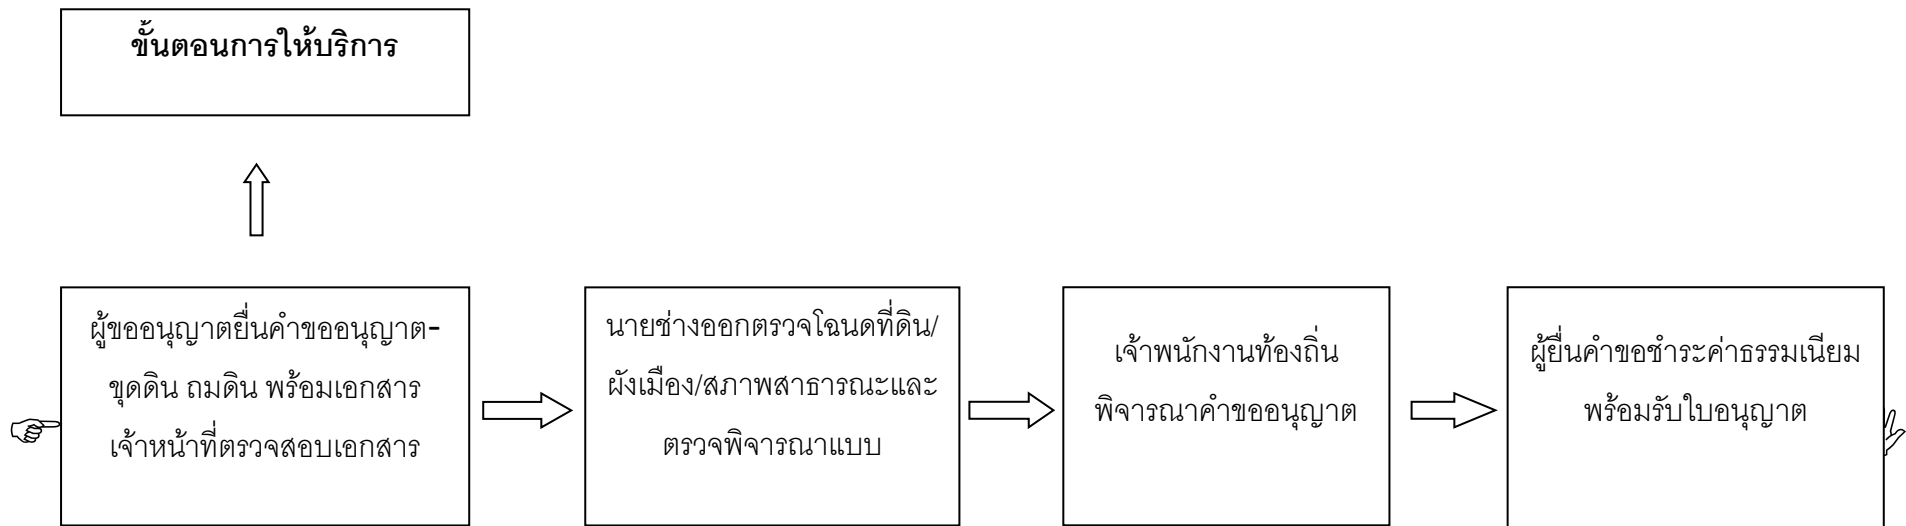 ขั้นตอนการให้บริการ
ผู้ขออนุญาตยื่นคำขออนุญาต-
ขุดดิน ถมดิน พร้อมเอกสาร
เจ้าหน้าที่ตรวจสอบเอกสาร
นายช่างออกตรวจโฉนดที่ดิน/
ผังเมือง/สภาพสาธารณะและ
ตรวจพิจารณาแบบ
เจ้าพนักงานท้องถิ่น
พิจารณาคำขออนุญาต
ผู้ยื่นคำขอชำระค่าธรรมเนียม
พร้อมรับใบอนุญาต